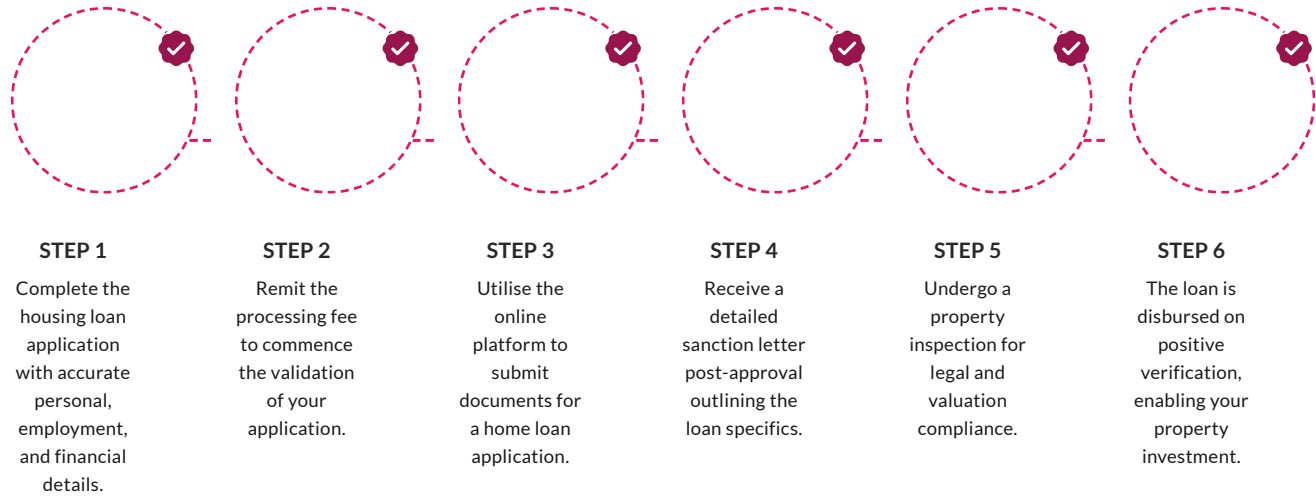 STEP 1
Complete the
housing loan
application
with accurate
personal,
employment,
and financial
details.
STEP 2
Remit the
processing fee
to commence
the validation
of your
application.
STEP 3
Utilise the
online
platform to
submit
documents for
a home loan
application.
STEP 4
Receive a
detailed
sanction letter
post-approval
outlining the
loan specifics.
STEP 5
Undergo a
property
inspection for
legal and
valuation
compliance.
STEP 6
The loan is
disbursed on
positive
verification,
enabling your
property
investment.